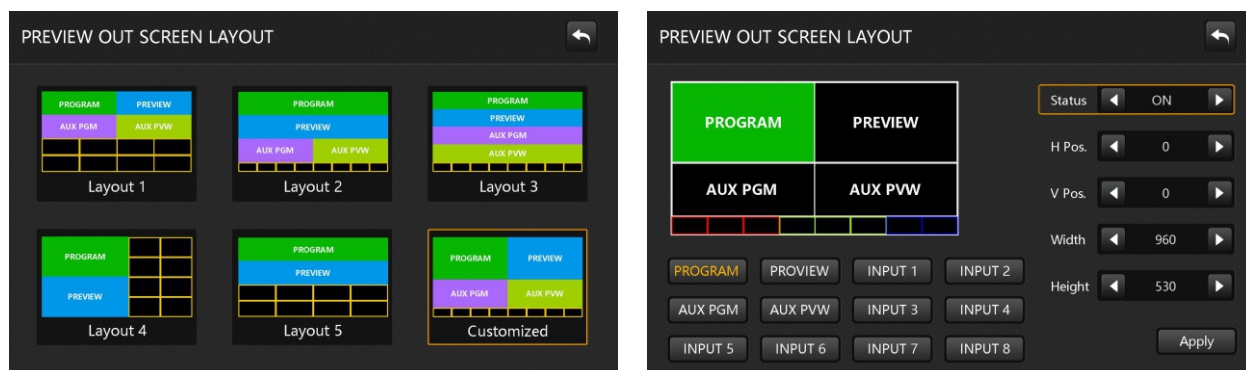 PREVIEW OUT SCREEN LAYOUT
PROGRAM PREVIEW
AUX PGM AUX PVW
Layout 1
PROGRAM
PREVIEW
AUX PGM AUX PVW
Layout 2
PROGRAM
PREVIEW
AUX PGM
AUX PVW
Layout 3
PROGRAM
PREVIEW
Layout 4
PROGRAM
PREVIEW
Layout 5
PROGRAM PREVIEW
AUX PGM AUX PVW
Customized
PREVIEW OUT SCREEN LAYOUT
PROGRAM PREVIEW
AUX PGM AUX PVW
PROGRAM PROVIEW INPUT 1 INPUT 2
AUX PGM AUX PVW INPUT 3 INPUT 4
INPUT 5 INPUT 6 INPUT 7 INPUT 8
Status ON
H Pos. 0
V Pos. 0
Width 960
Height 530
Apply